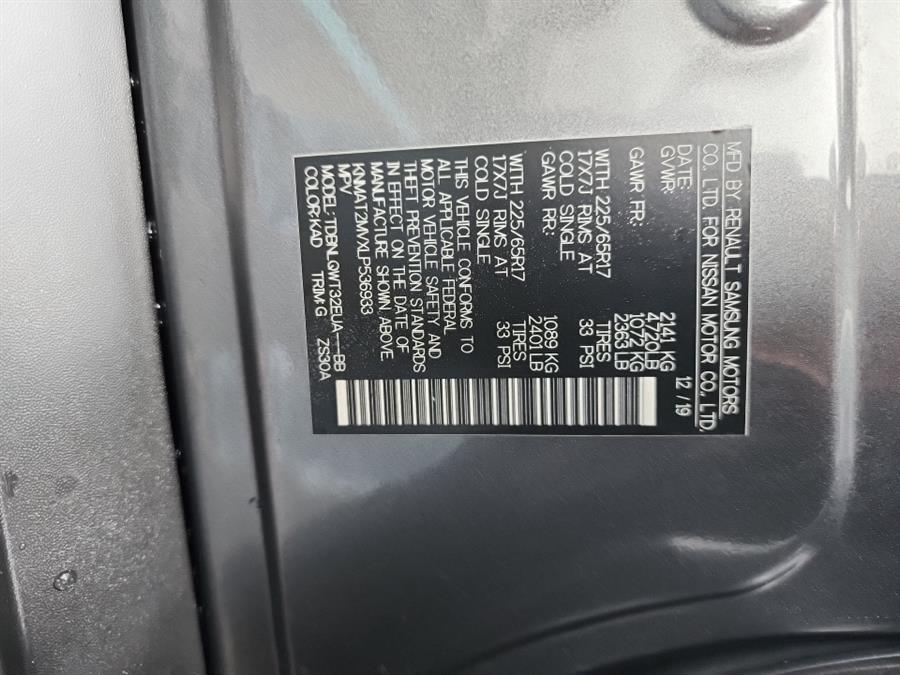 MFD BY RENAULT SAMSUNG MOTORS
CO. LTD. FOR NISSAN MOTOR CO., LTD.
DATE: 12 / 19
GVWR: 2141 KG
4720LB
GAWR FR: 1072 KG
2363 LB
WITH 225/65R17 TIRES
17X7J RIMS AT 33 PSI
COLD SINGLE
GAWR RR: 1089 KG
2401 LB
WITH 225/65R17 TIRES
17X7J RIMS AT 33 PSI
COLD SINGLE
THIS VEHICLE CONFORMS TO
ALL APPLICABLE FEDERAL
MOTOR VEHICLE SAFETY AND
THEFT PREVENTION STANDARDS
IN EFFECT ON THE DATE OF
MANUFACTURE SHOWN ABOVE.
KNMAT2MVXLP536933
MPV
MODEL: TDBNLQWT32EUA---BB
COLOR:KAD TRIM:G ZS30A